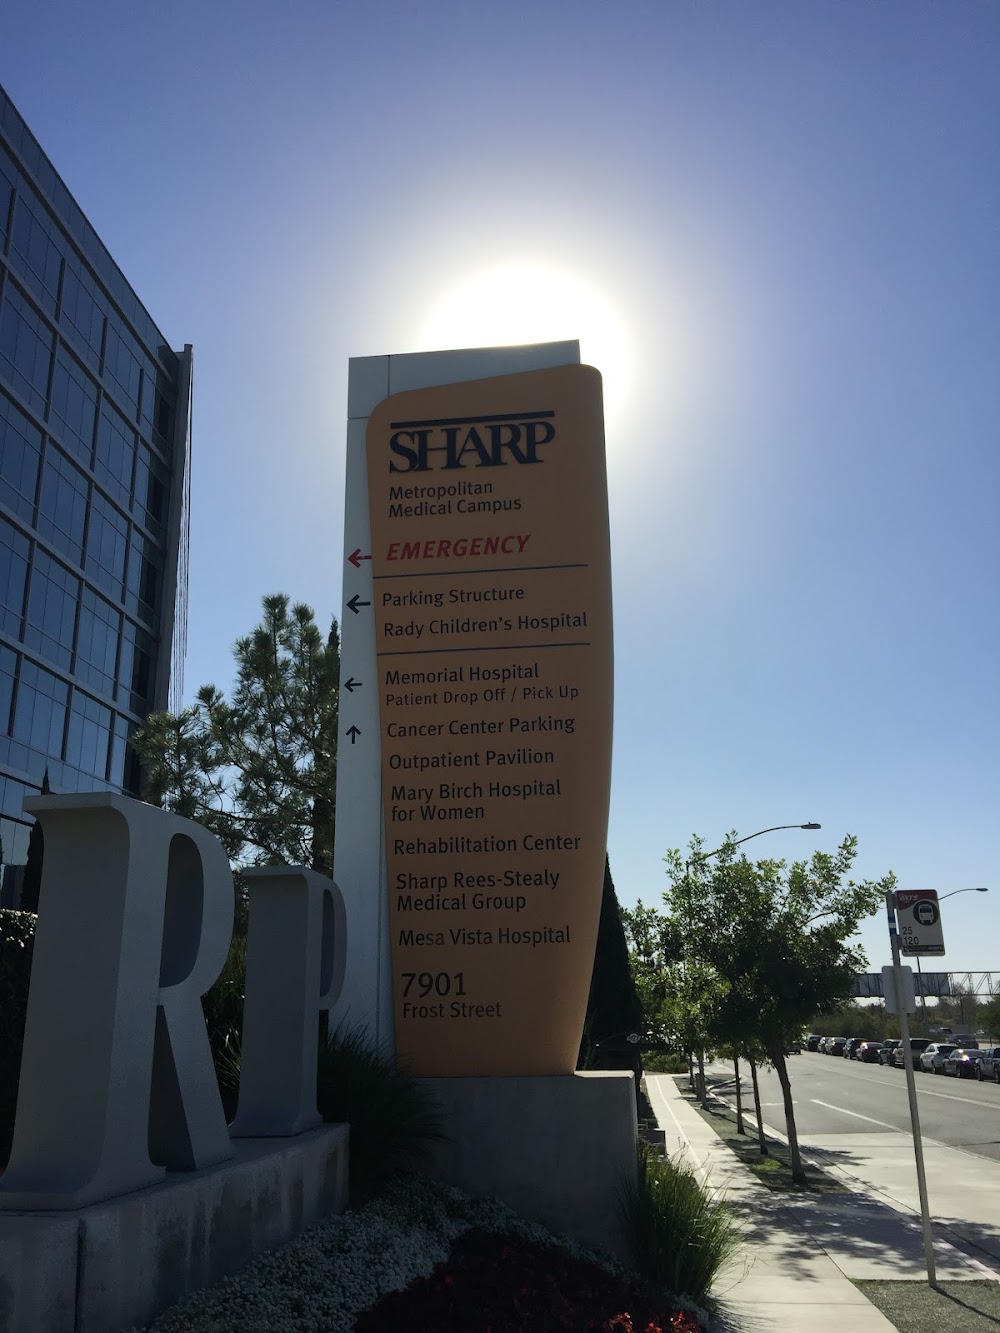 SHARP
Metropolitan
Medical Campus
EMERGENCY
Parking Structure
Rady Children's Hospital
Memorial Hospital
Patient Drop Off / Pick Up
Cancer Center Parking
Outpatient Pavilion
Mary Birch Hospital
for Women
Rehabilitation Center
Sharp Rees-Stealy
Medical Group
Mesa Vista Hospital
7901
Frost Street
RP
25
120